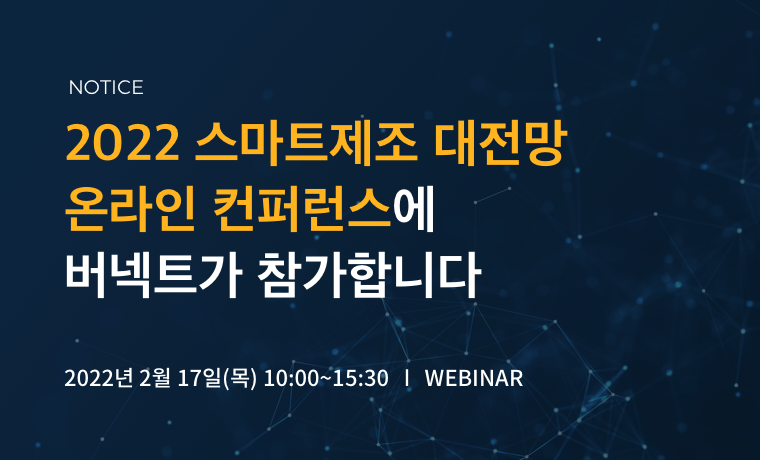 NOTICE
2022 스마트제조 대전망
온라인 컨퍼런스에
버넥트가 참가합니다
2022년 2월 17일(목) 10:00~15:30 I WEBINAR